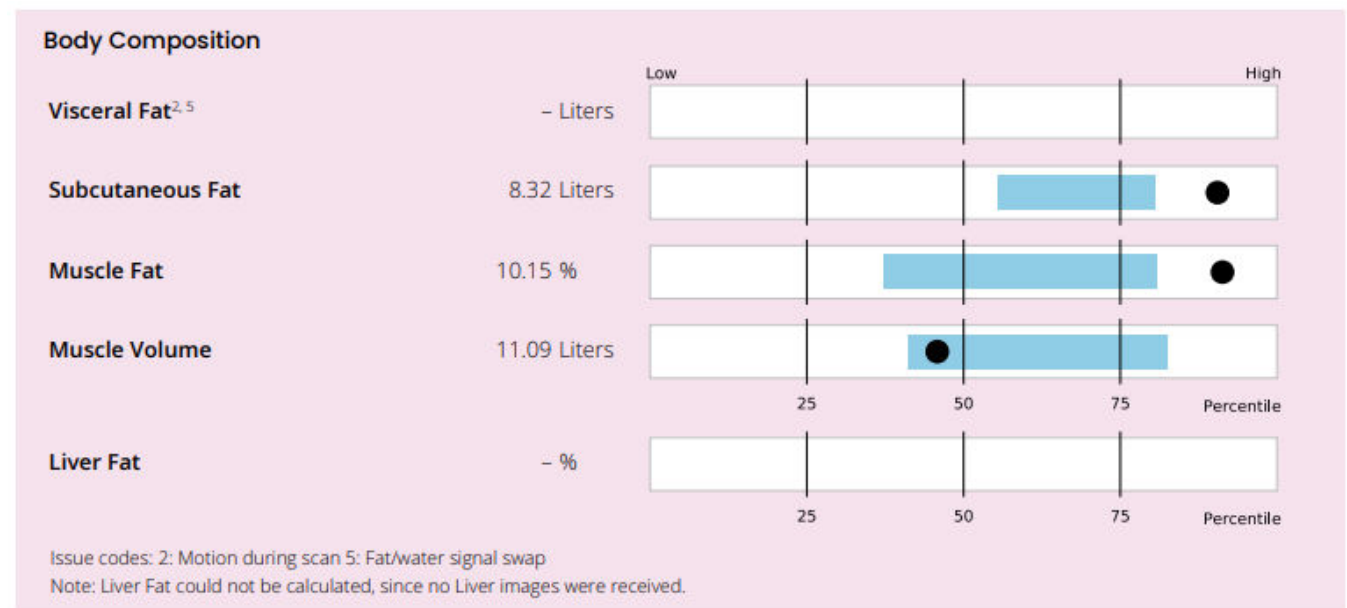 Body Composition
Low High
Visceral Fat2, 5 – Liters
Subcutaneous Fat 8.32 Liters
Muscle Fat 10.15 %
Muscle Volume 11.09 Liters
25 50 75 Percentile
Liver Fat – %
25 50 75 Percentile
Issue codes: 2: Motion during scan 5: Fat/water signal swap
Note: Liver Fat could not be calculated, since no Liver images were received.